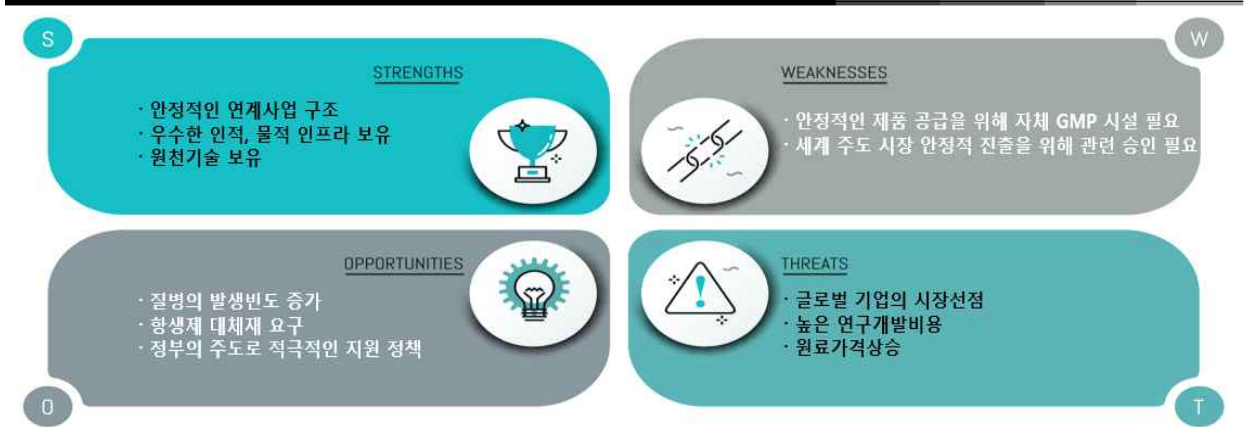 S
STRENGTHS
· 안정적인 연계사업 구조
· 우수한 인적, 물적 인프라 보유
· 원천기술 보유
W
WEAKNESSES
· 안정적인 제품 공급을 위해 자체 GMP 시설 필요
· 세계 주도 시장 안정적 진출을 위해 관련 승인 필요
OPPORTUNITIES
· 질병의 발생빈도 증가
· 항생제 대체재 요구
· 정부의 주도로 적극적인 지원 정책
O
THREATS
· 글로벌 기업의 시장선점
· 높은 연구개발비용
· 원료가격상승
T